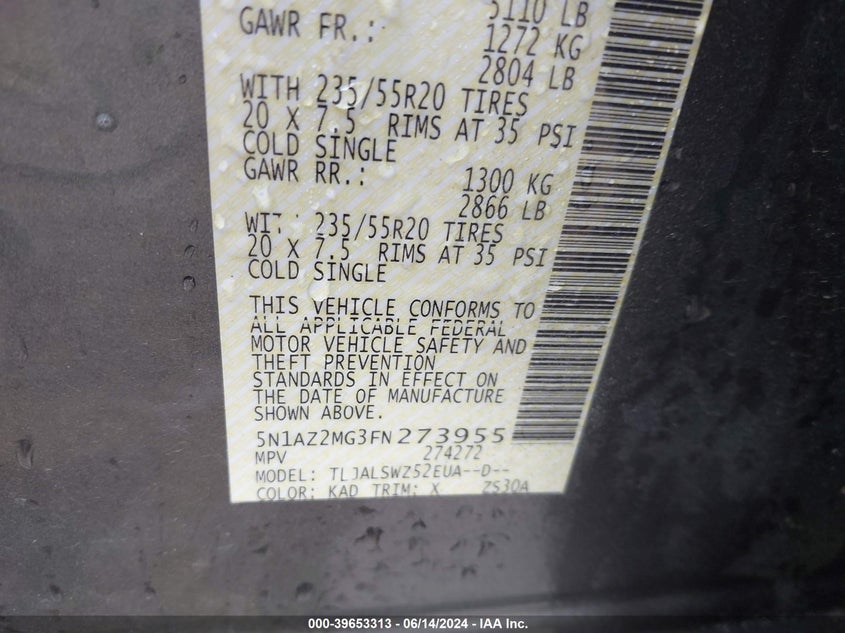 5110 LB
GAWR FR.: 1272 KG
2804 LB
WITH 235/55R20 TIRES
20 X 7.5 RIMS AT 35 PSI
COLD SINGLE
GAWR RR.: 1300 KG
2866 LB
WIT. 235/55R20 TIRES
20 X 7.5 RIMS AT 35 PSI
COLD SINGLE
THIS VEHICLE CONFORMS TO
ALL APPLICABLE FEDERAL
MOTOR VEHICLE SAFETY AND
THEFT PREVENTION
STANDARDS IN EFFECT ON
THE DATE OF MANUFACTURE
SHOWN ABOVE.
5N1AZ2MG3FN273955
MPV 274272
MODEL: TLJALSWZ52EUA--D--
COLOR: KAD TRIM: X ZS30A
000-39653313 - 06/14/2024 - IAA Inc.